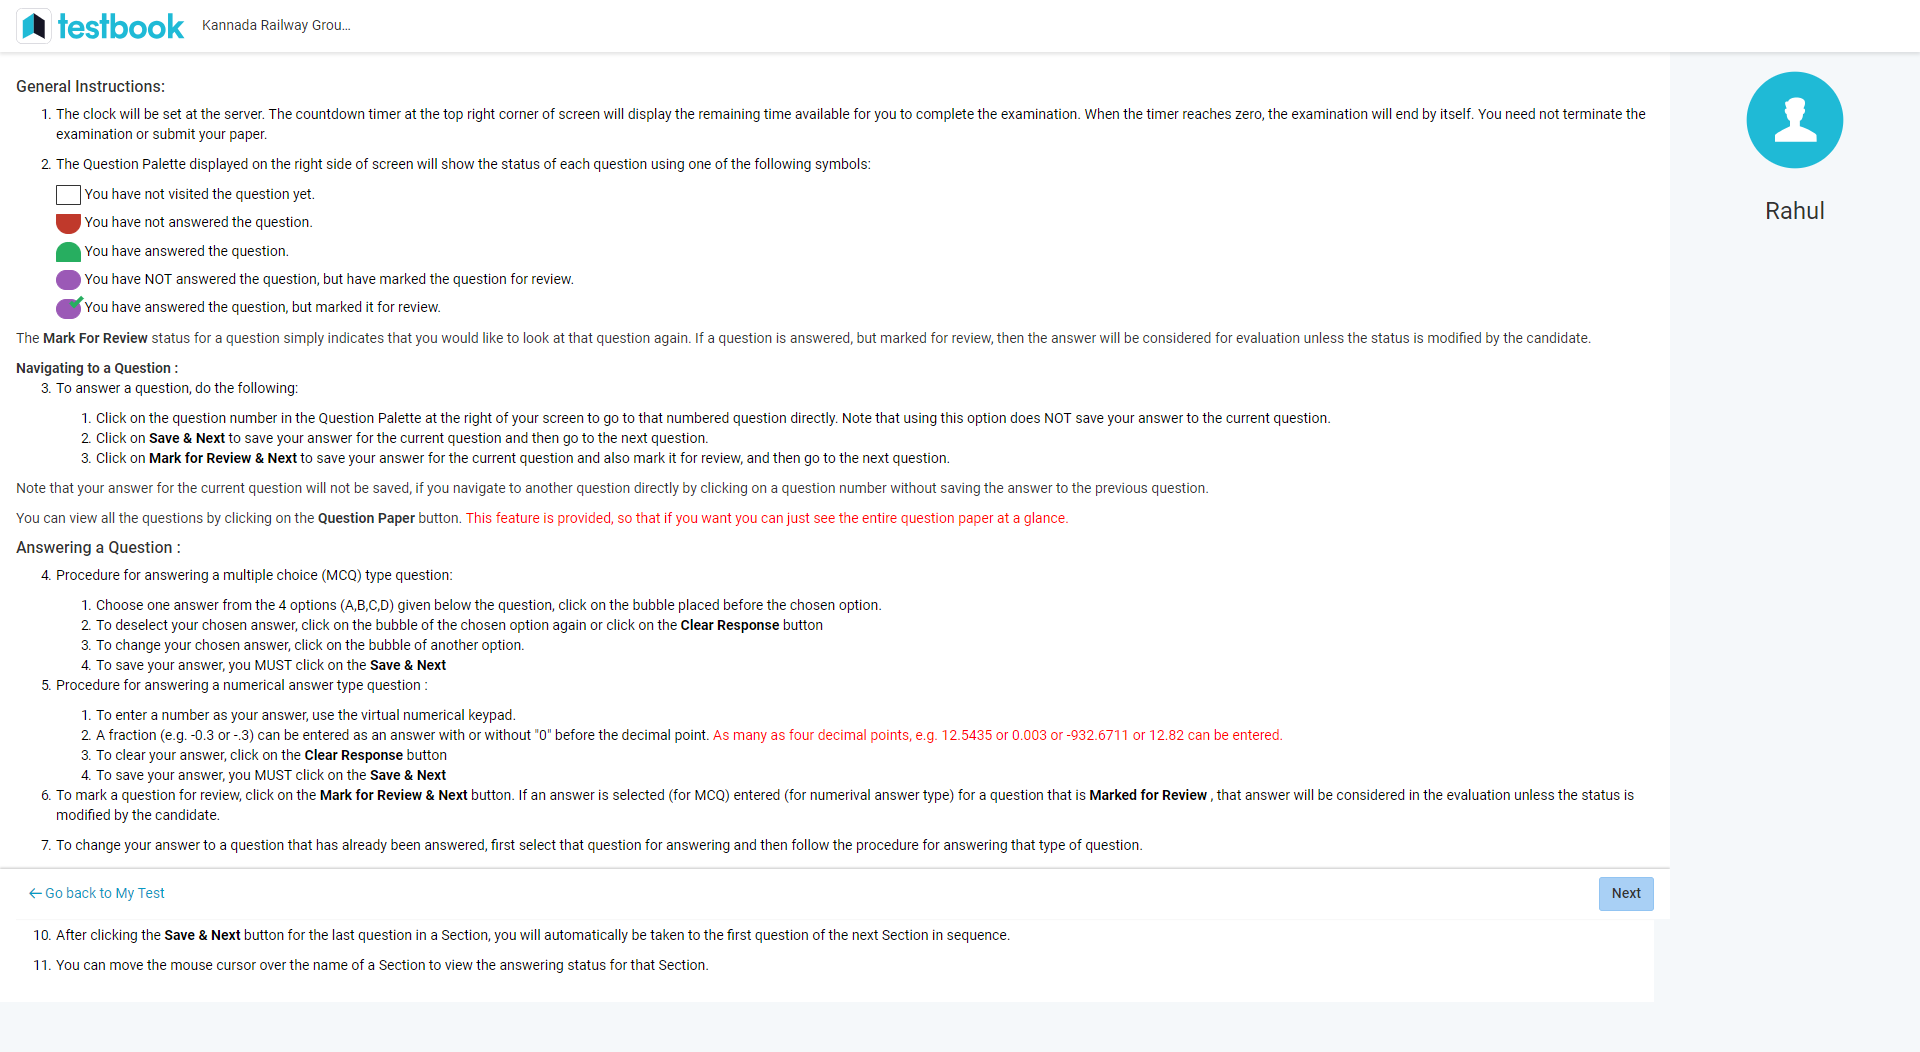 testbook Kannada Railway Grou...
General Instructions:
1. The clock will be set at the server. The countdown timer at the top right corner of screen will display the remaining time available for you to complete the examination. When the timer reaches zero, the examination will end by itself. You need not terminate the
examination or submit your paper.
2. The Question Palette displayed on the right side of screen will show the status of each question using one of the following symbols:
You have not visited the question yet.
You have not answered the question.
You have answered the question.
You have NOT answered the question, but have marked the question for review.
You have answered the question, but marked it for review.
The Mark For Review status for a question simply indicates that you would like to look at that question again. If a question is answered, but marked for review, then the answer will be considered for evaluation unless the status is modified by the candidate.
Navigating to a Question :
3. To answer a question, do the following:
1. Click on the question number in the Question Palette at the right of your screen to go to that numbered question directly. Note that using this option does NOT save your answer to the current question.
2. Click on Save & Next to save your answer for the current question and then go to the next question.
3. Click on Mark for Review & Next to save your answer for the current question and also mark it for review, and then go to the next question.
Note that your answer for the current question will not be saved, if you navigate to another question directly by clicking on a question number without saving the answer to the previous question.
You can view all the questions by clicking on the Question Paper button. This feature is provided, so that if you want you can just see the entire question paper at a glance.
Answering a Question :
4. Procedure for answering a multiple choice (MCQ) type question:
1. Choose one answer from the 4 options (A,B,C,D) given below the question, click on the bubble placed before the chosen option.
2. To deselect your chosen answer, click on the bubble of the chosen option again or click on the Clear Response button
3. To change your chosen answer, click on the bubble of another option.
4. To save your answer, you MUST click on the Save & Next
5. Procedure for answering a numerical answer type question :
1. To enter a number as your answer, use the virtual numerical keypad.
2. A fraction (e.g. -0.3 or -.3) can be entered as an answer with or without "0" before the decimal point. As many as four decimal points, e.g. 12.5435 or 0.003 or -932.6711 or 12.82 can be entered.
3. To clear your answer, click on the Clear Response button
4. To save your answer, you MUST click on the Save & Next
6. To mark a question for review, click on the Mark for Review & Next button. If an answer is selected (for MCQ) entered (for numerival answer type) for a question that is Marked for Review , that answer will be considered in the evaluation unless the status is
modified by the candidate.
7. To change your answer to a question that has already been answered, first select that question for answering and then follow the procedure for answering that type of question.
← Go back to My Test
Next
10. After clicking the Save & Next button for the last question in a Section, you will automatically be taken to the first question of the next Section in sequence.
11. You can move the mouse cursor over the name of a Section to view the answering status for that Section.
Rahul